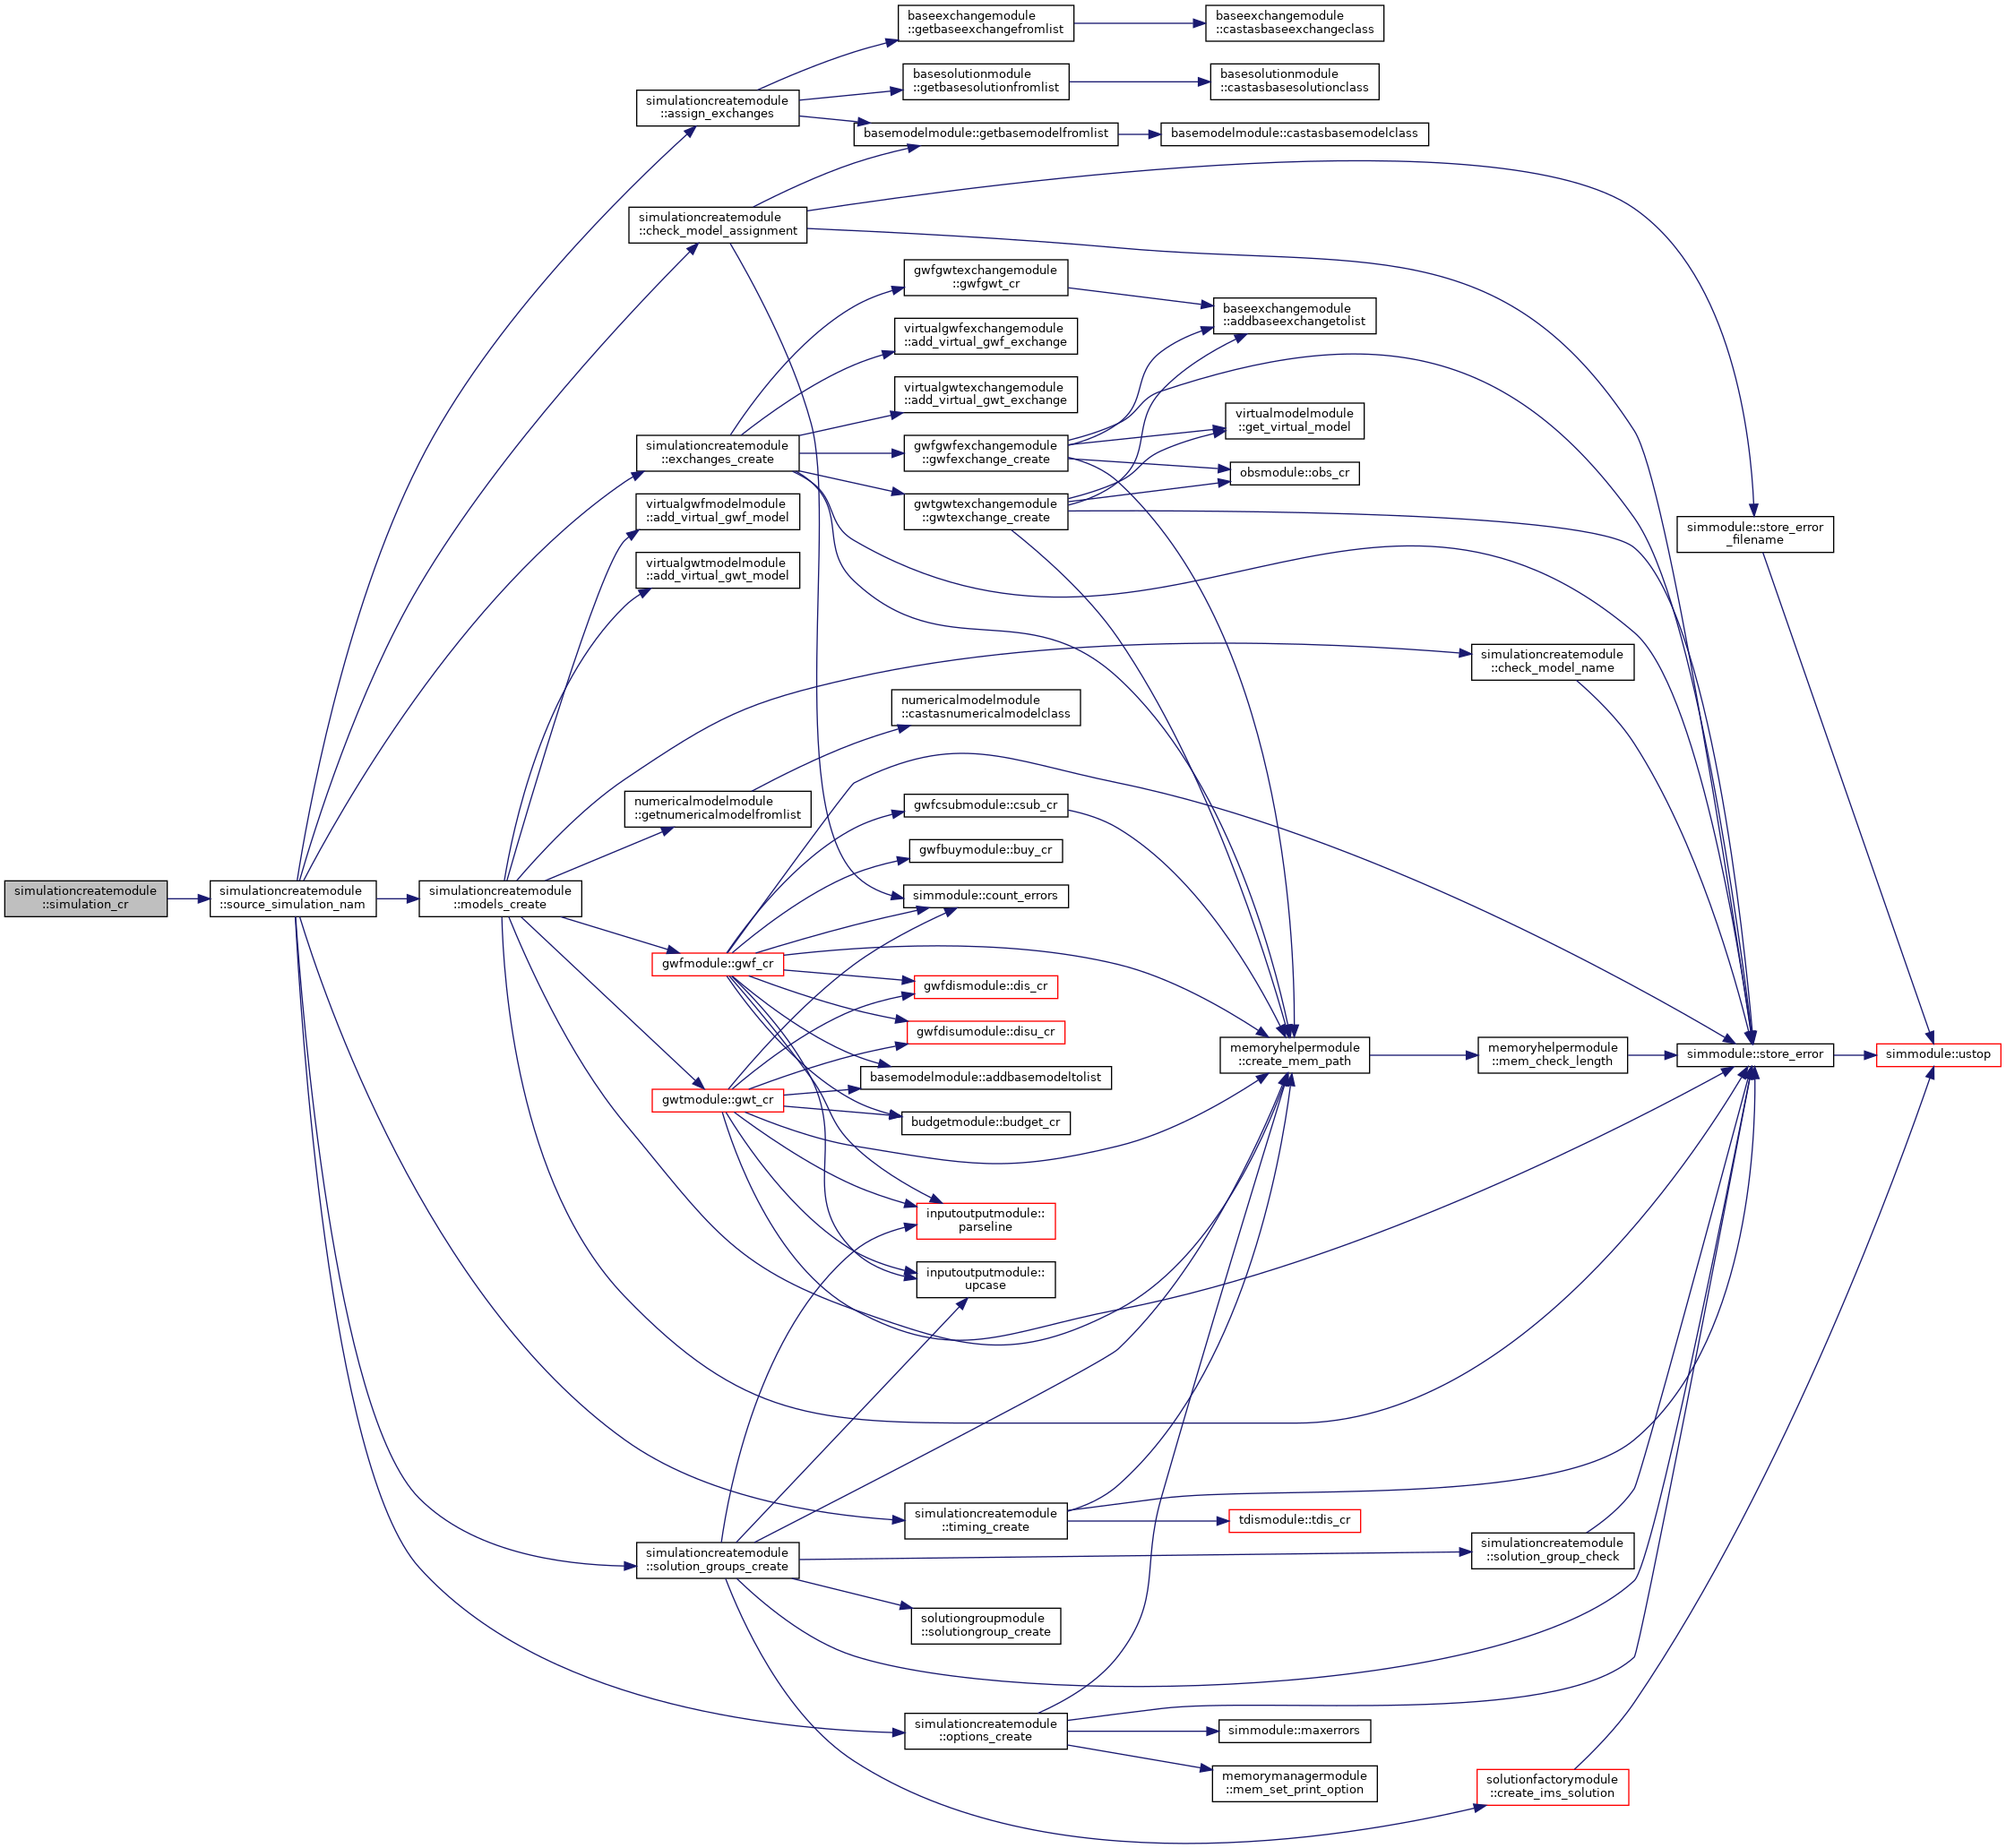 baseexchangemodule
::getbaseexchangefromlist
baseexchangemodule
::castasbaseexchangeclass
basesolutionmodule
::getbasesolutionfromlist
basesolutionmodule
::castasbasesolutionclass
simulationcreatemodule
::assign_exchanges
basemodelmodule::getbasemodelfromlist
basemodelmodule::castasbasemodelclass
simulationcreatemodule
::check_model_assignment
gwfgwtexchangemodule
::gwfgwt_cr
baseexchangemodule
::addbaseexchangetolist
virtualgwfexchangemodule
::add_virtual_gwf_exchange
virtualgwtexchangemodule
::add_virtual_gwt_exchange
virtualmodelmodule
::get_virtual_model
simulationcreatemodule
::exchanges_create
gwfgwfexchangemodule
::gwfexchange_create
obsmodule::obs_cr
virtualgwfmodelmodule
::add_virtual_gwf_model
gwtgwtexchangemodule
::gwtexchange_create
simmodule::store_error
_filename
virtualgwtmodelmodule
::add_virtual_gwt_model
simulationcreatemodule
::check_model_name
numericalmodelmodule
::castasnumericalmodelclass
numericalmodelmodule
::getnumericalmodelfromlist
gwfcsubmodule::csub_cr
gwfbuymodule::buy_cr
simulationcreatemodule
::simulation_cr
simulationcreatemodule
::source_simulation_nam
simulationcreatemodule
::models_create
simmodule::count_errors
gwfmodule::gwf_cr
gwfdismodule::dis_cr
gwfdisumodule::disu_cr
memoryhelpermodule
::create_mem_path
memoryhelpermodule
::mem_check_length
simmodule::store_error
simmodule::ustop
basemodelmodule::addbasemodeltolist
gwtmodule::gwt_cr
budgetmodule::budget_cr
inputoutputmodule::
parseline
inputoutputmodule::
upcase
simulationcreatemodule
::timing_create
tdismodule::tdis_cr
simulationcreatemodule
::solution_group_check
simulationcreatemodule
::solution_groups_create
solutiongroupmodule
::solutiongroup_create
simulationcreatemodule
::options_create
simmodule::maxerrors
memorymanagermodule
::mem_set_print_option
solutionfactorymodule
::create_ims_solution